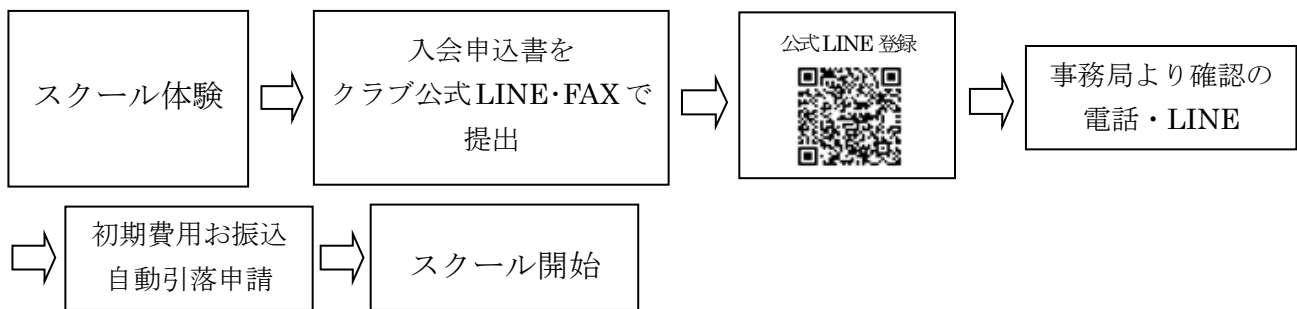 スクール体験
入会申込書を
クラブ公式LINE･FAXで
提出
公式LINE 登録
事務局より確認の
電話・LINE
初期費用お振込
自動引落申請
スクール開始